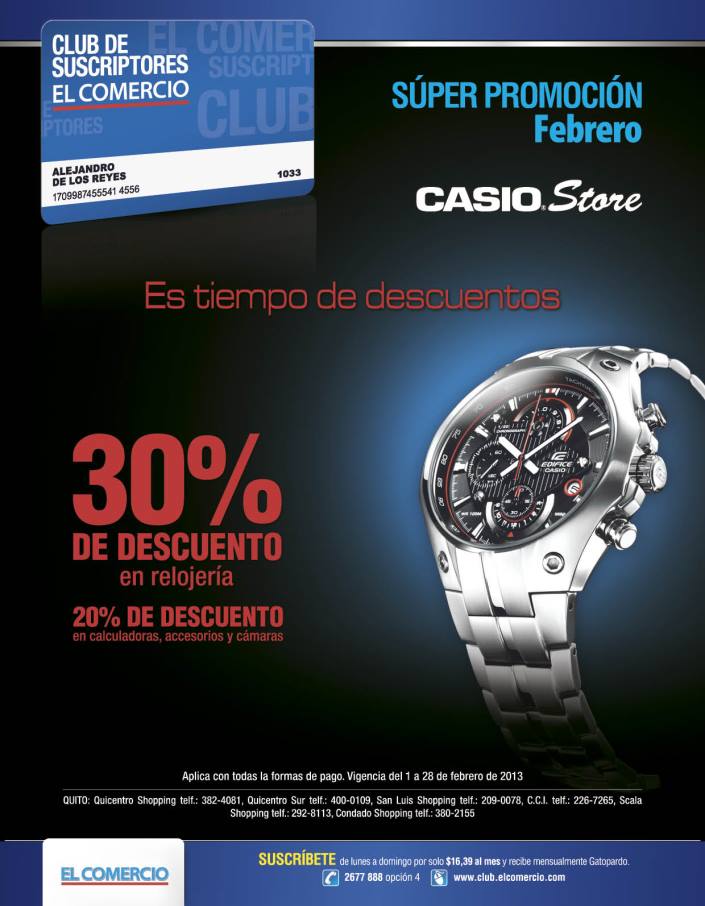 CLUB DE
SUSCRIPTORES
EL COMERCIO
ALEJANDRO
DE LOS REYES
1709987455541 4556
1033
SÚPER PROMOCIÓN
Febrero
CASIO® Store
Es tiempo de descuentos
EDIFICE
CASIO
30%
DE DESCUENTO
en relojería
20% DE DESCUENTO
en calculadoras, accesorios y cámaras
Aplica con todas la formas de pago. Vigencia del 1 a 28 de febrero de 2013
QUITO: Quicentro Shopping telf.: 382-4081, Quicentro Sur telf.: 400-0109, San Luis Shopping telf.: 209-0078, C.C.I. telf.: 226-7265, Scala
Shopping telf.: 292-8113, Condado Shopping telf.: 380-2155
EL COMERCIO
SUSCRÍBETE de lunes a domingo por solo $16,39 al mes y recibe mensualmente Gatopardo.
2677 888 opción 4 www.club.elcomercio.com